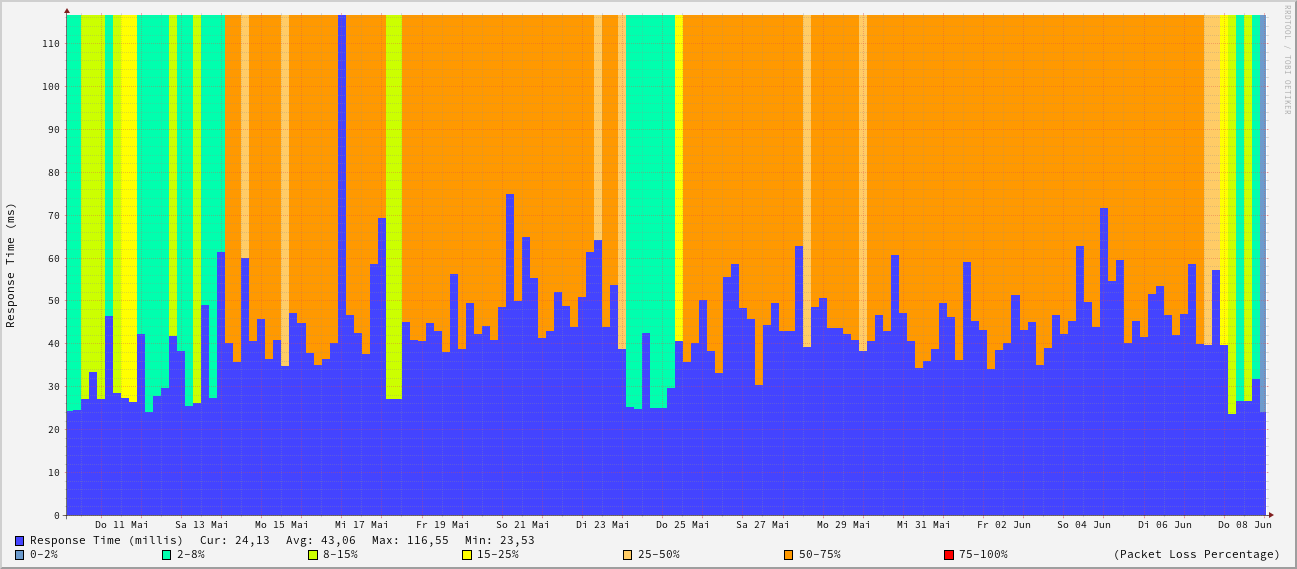 RRDTOOL / TOBI OETIKER
Response Time (ms)
110
100
90
80
70
60
50
40
30
20
10
0
Do 11 Mai Sa 13 Mai Mo 15 Mai Mi 17 Mai Fr 19 Mai So 21 Mai Di 23 Mai Do 25 Mai Sa 27 Mai Mo 29 Mai Mi 31 Mai Fr 02 Jun So 04 Jun Di 06 Jun Do 08 Jun
Response Time (millis) Cur: 24,13 Avg: 43,06 Max: 116,55 Min: 23,53
0-2% 2-8% 8-15% 15-25% 25-50% 50-75% 75-100% (Packet Loss Percentage)